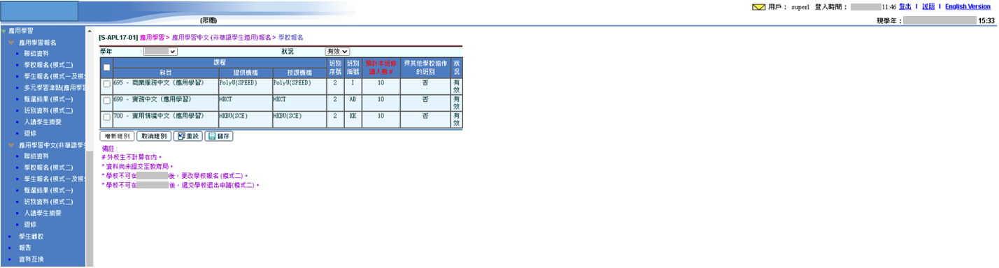 用戶： super1 登入時間： 11:46 登出 | 說明 | English Version
(限閱)
現學年： 15:33
應用學習
應用學習報名
聯絡資料
學校報名(模式二)
學生報名(模式一及模
多元學習津貼(應用學習
甄選結果(模式一)
班別資料(模式二)
入讀學生摘要
退修
應用學習中文(非華語學生
聯絡資料
學校報名(模式二)
學生報名(模式一及模
甄選結果(模式一)
班別資料(模式二)
入讀學生摘要
退修
學生離校
報告
資料互換
[S-APL17-01] 應用學習 > 應用學習中文 (非華語學生適用)報名 > 學校報名
學年 狀況 有效
課程 班別序號 班別編號 預計本班修讀人數# 與其他學校協作的班別 狀況
科目 提供機構 授課機構
695 - 商業服務中文（應用學習） PolyU(SPEED) PolyU(SPEED) 2 I 10 否 有效
699 - 實務中文（應用學習） HKCT HKCT 2 AB 10 否 有效
700 - 實用情境中文（應用學習） HKBU(SCE) HKBU(SCE) 2 KK 10 否 有效
增新班別 取消班別 重設 儲存
備註 :
# 外校生不計算在內。
* 資料尚未提交至教育局。
* 學校不可在 後，更改學校報名 (模式二)。
* 學校不可在 後，遞交學校退出申請(模式二)。